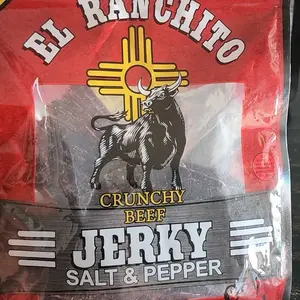 EL RANCHITO
CRUNCHY
BEEF
JERKY
SALT & PEPPER